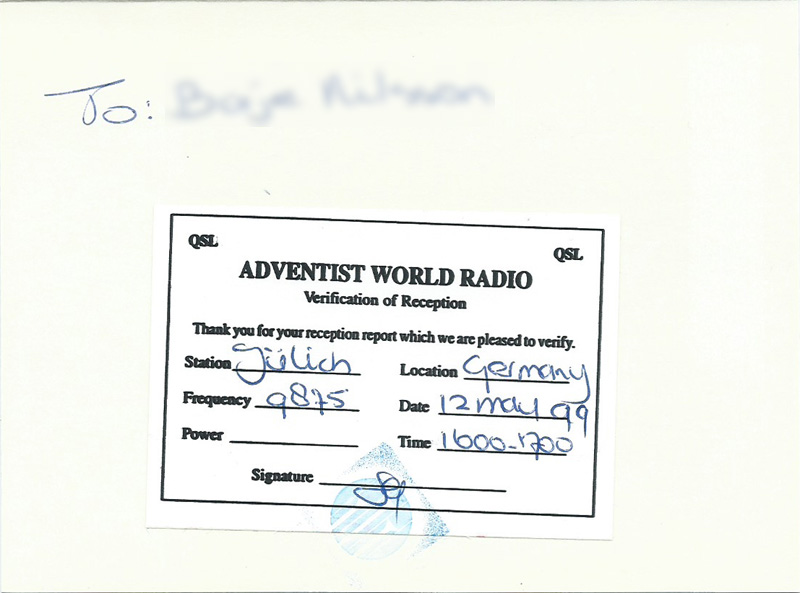 To:
QSL
QSL
ADVENTIST WORLD RADIO
Verification of Reception
Thank you for your reception report which we are pleased to verify.
Station Jülich Location Germany
Frequency 9875 Date 12 may 99
Power Time 1600-1700
Signature